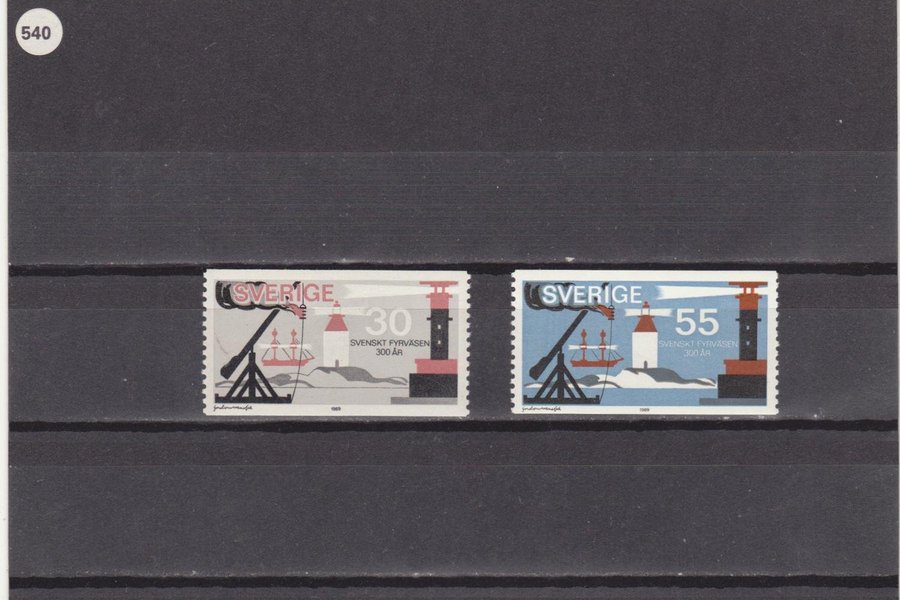 540
SVERIGE
30
SVENSKT FYRVÄSEN
300 ÅR
1969
SVERIGE
55
SVENSKT FYRVÄSEN
300 ÅR
1969